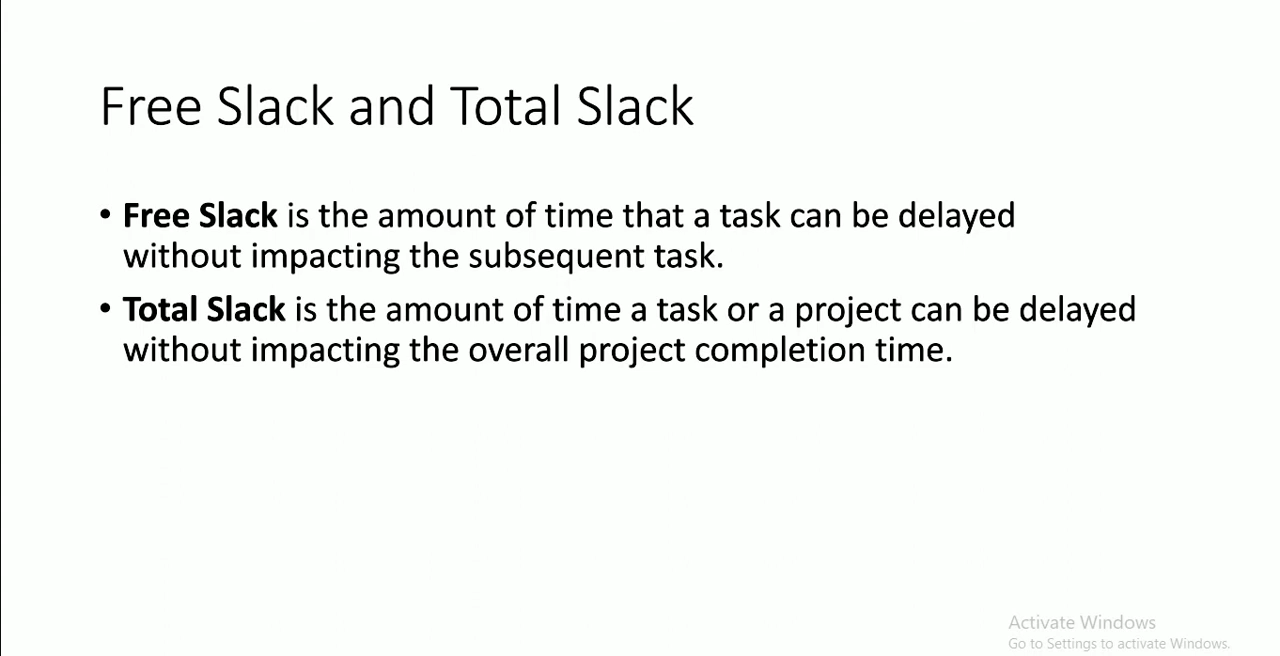 Free Slack and Total Slack
• Free Slack is the amount of time that a task can be delayed
without impacting the subsequent task.
• Total Slack is the amount of time a task or a project can be delayed
without impacting the overall project completion time.
Activate Windows
Go to Settings to activate Windows.